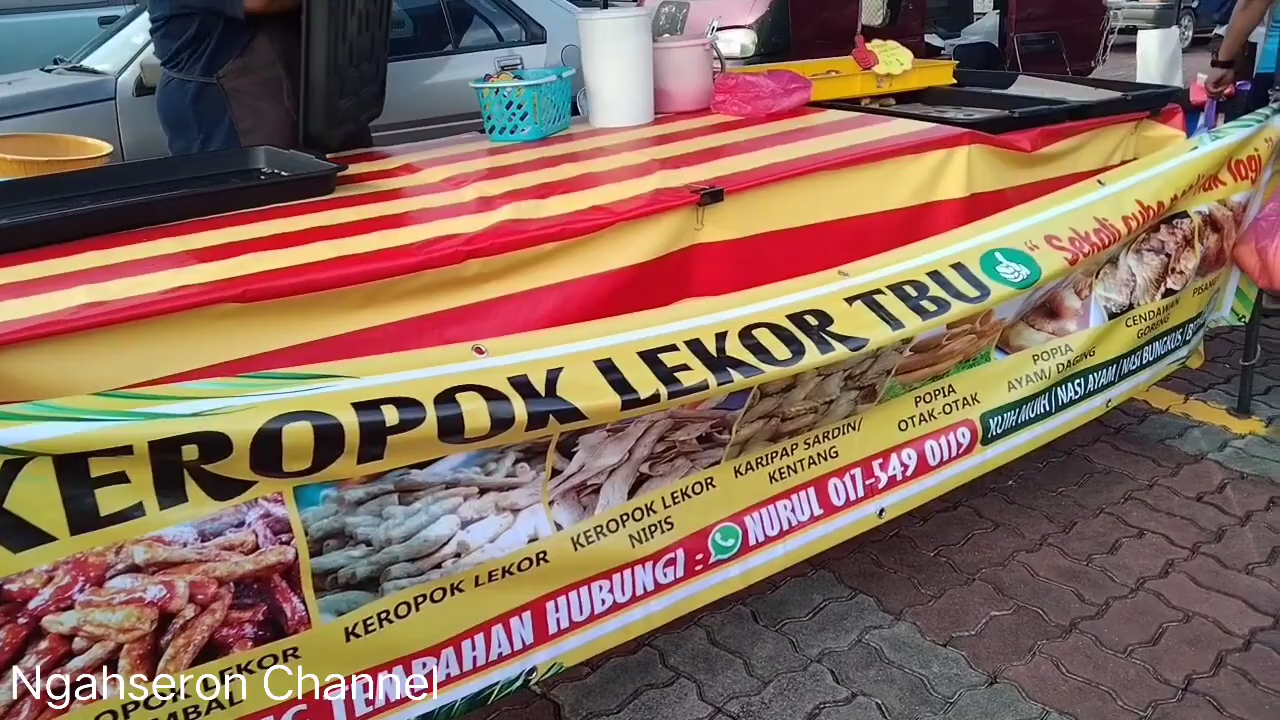 KEROPOK LEKOR TBU
“ Sekali cuba
KEROPOK LEKOR
KEROPOK LEKOR
NIPIS
KARIPAP SARDIN/
KENTANG
POPIA
OTAK-OTAK
POPIA
AYAM/ DAGING
CENDAWAN
GORENG
PISANG
TEMPAHAN HUBUNGI : NURUL 017-549 0119
KUIH MUIH | NASI AYAM | NASI BUNGKUS |
LEKOR
Ngahseron Channel